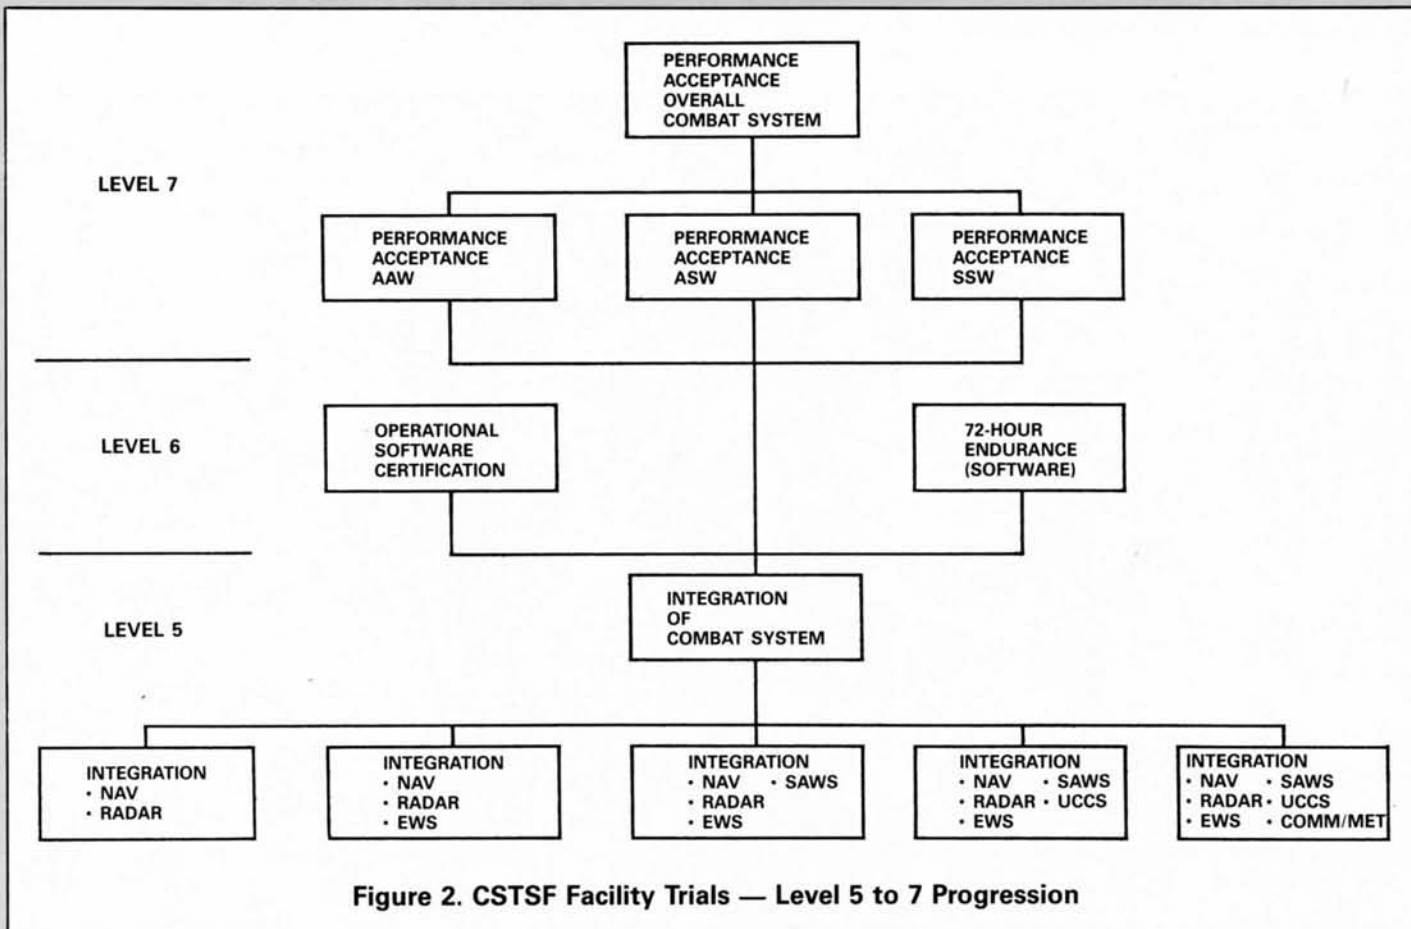 PERFORMANCE
ACCEPTANCE
OVERALL
COMBAT SYSTEM
LEVEL 7
PERFORMANCE
ACCEPTANCE
AAW
PERFORMANCE
ACCEPTANCE
ASW
PERFORMANCE
ACCEPTANCE
SSW
LEVEL 6
OPERATIONAL
SOFTWARE
CERTIFICATION
72-HOUR
ENDURANCE
(SOFTWARE)
LEVEL 5
INTEGRATION
OF
COMBAT SYSTEM
INTEGRATION
· NAV
· RADAR
INTEGRATION
· NAV
· RADAR
· EWS
INTEGRATION
· NAV · SAWS
· RADAR
· EWS
INTEGRATION
· NAV · SAWS
· RADAR · UCCS
· EWS
INTEGRATION
· NAV · SAWS
· RADAR · UCCS
· EWS · COMM/MET
Figure 2. CSTSF Facility Trials — Level 5 to 7 Progression